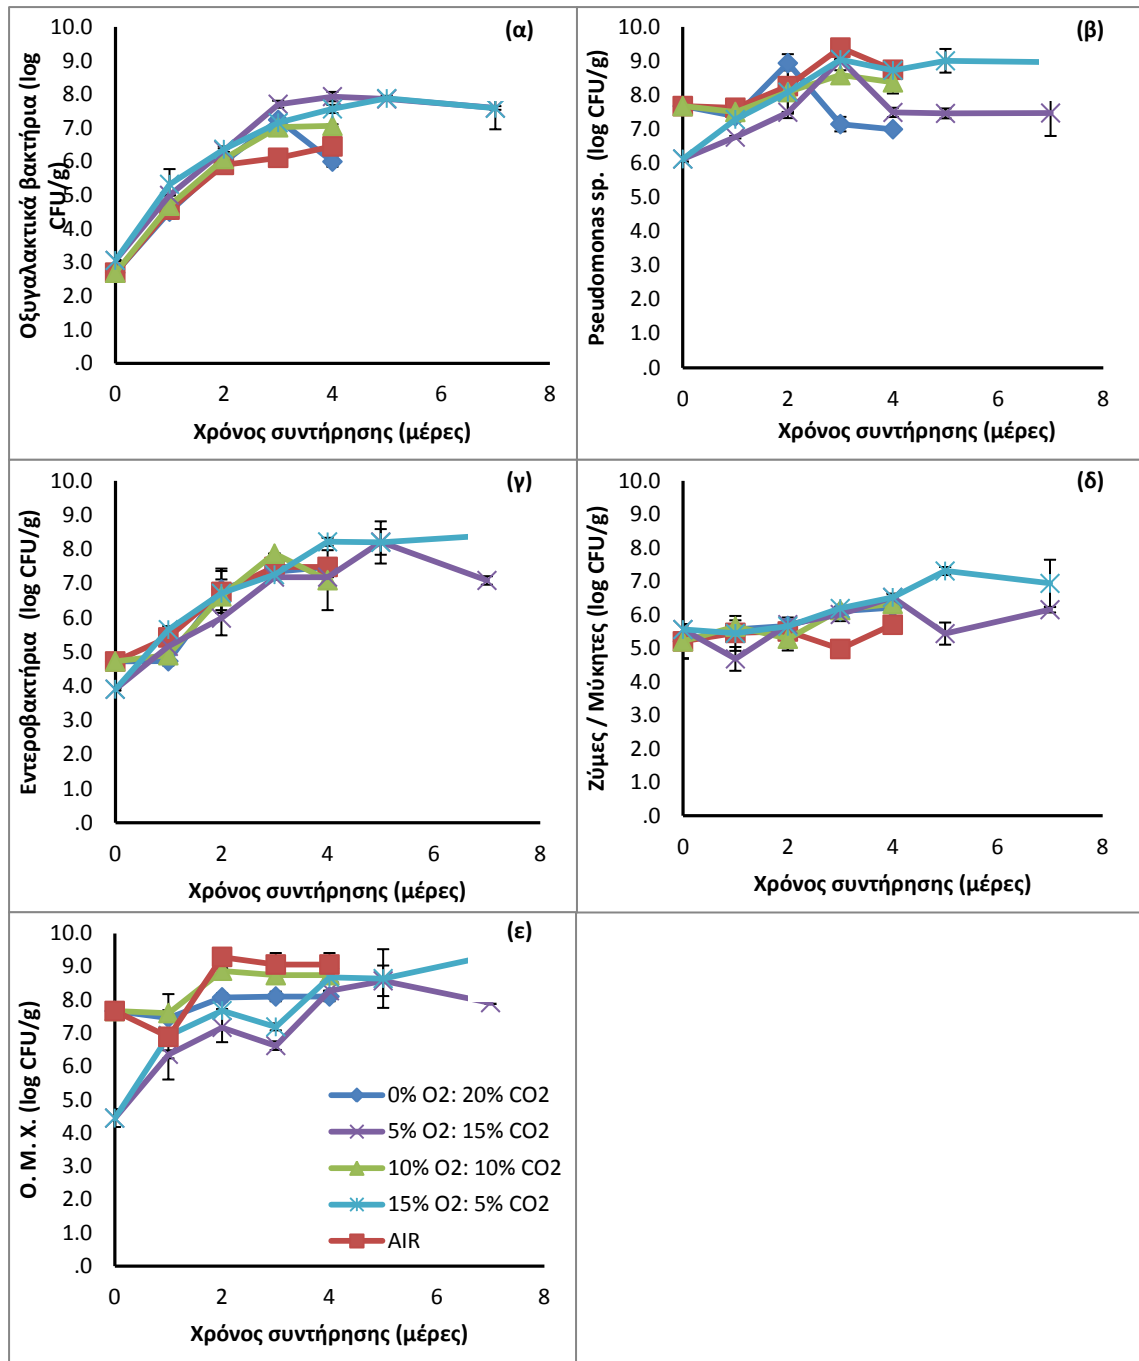 (α)
Οξυγαλακτικά βακτήρια (log
CFU/g)
10.0
9.0
8.0
7.0
6.0
5.0
4.0
3.0
2.0
1.0
.0
0 2 4 6 8
Χρόνος συντήρησης (μέρες)
(β)
Pseudomonas sp. (log CFU/g)
10.0
9.0
8.0
7.0
6.0
5.0
4.0
3.0
2.0
1.0
.0
0 2 4 6 8
Χρόνος συντήρησης (μέρες)
(γ)
Εντεροβακτήρια (log CFU/g)
10.0
9.0
8.0
7.0
6.0
5.0
4.0
3.0
2.0
1.0
.0
0 2 4 6 8
Χρόνος συντήρησης (μέρες)
(δ)
Ζύμες / Μύκητες (log CFU/g)
10.0
9.0
8.0
7.0
6.0
5.0
4.0
3.0
2.0
1.0
.0
0 2 4 6 8
Χρόνος συντήρησης (μέρες)
(ε)
Ο. Μ. Χ. (log CFU/g)
10.0
9.0
8.0
7.0
6.0
5.0
4.0
3.0
2.0
1.0
.0
0 2 4 6 8
Χρόνος συντήρησης (μέρες)
0% O2: 20% CO2
5% O2: 15% CO2
10% O2: 10% CO2
15% O2: 5% CO2
AIR